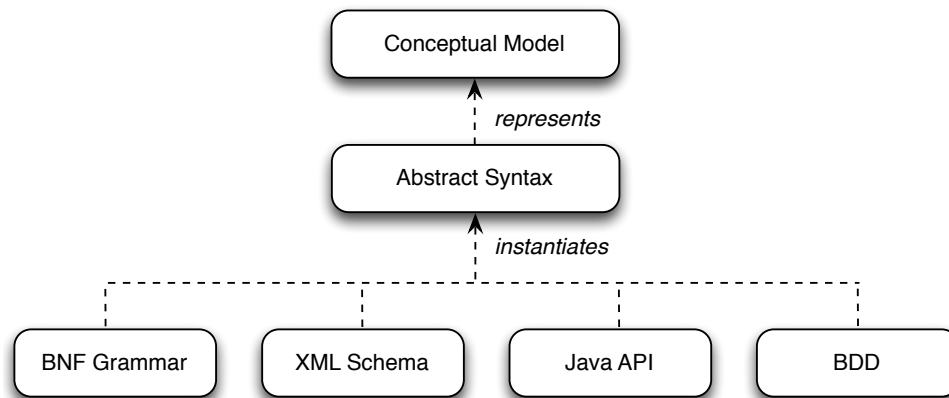 Conceptual Model
represents
Abstract Syntax
instantiates
BNF Grammar
XML Schema
Java API
BDD